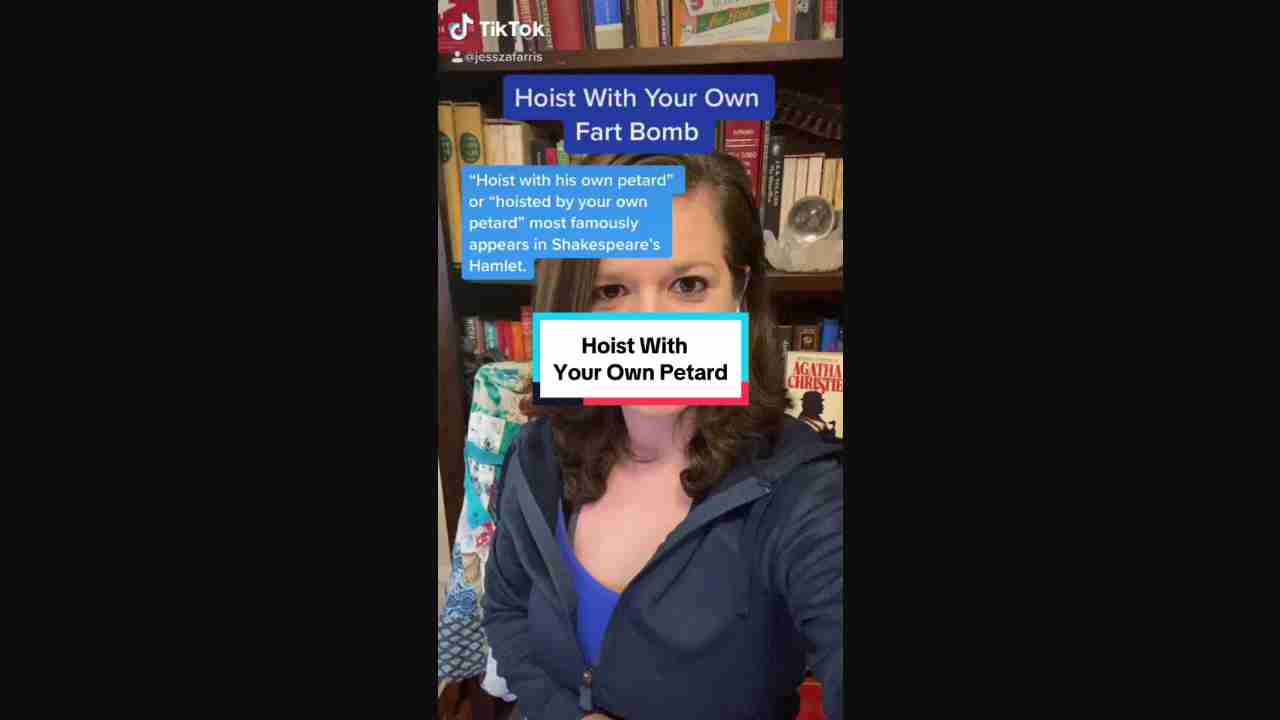 TikTok
@jesszafarris
Hoist With Your Own
Fart Bomb
“Hoist with his own petard”
or “hoisted by your own
petard” most famously
appears in Shakespeare’s
Hamlet.
Hoist With
Your Own Petard
AGATHA
CHRISTIE